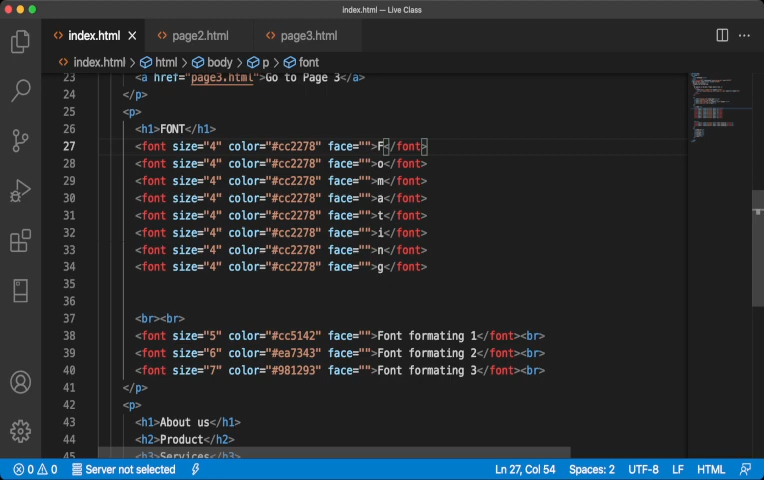 index.html — Live Class
<> index.html × <> page2.html <> page3.html
<> index.html > html > body > p > font
23 <a href="page3.html">Go to Page 3</a>
24 </p>
25 <p>
26 <h1>FONT</h1>
27 <font size="4" color="#cc2278" face="">F</font>
28 <font size="4" color="#cc2278" face="">o</font>
29 <font size="4" color="#cc2278" face="">m</font>
30 <font size="4" color="#cc2278" face="">a</font>
31 <font size="4" color="#cc2278" face="">t</font>
32 <font size="4" color="#cc2278" face="">i</font>
33 <font size="4" color="#cc2278" face="">n</font>
34 <font size="4" color="#cc2278" face="">g</font>
35
36
37 <br><br>
38 <font size="5" color="#cc5142" face="">Font formating 1</font><br>
39 <font size="6" color="#ea7343" face="">Font formating 2</font><br>
40 <font size="7" color="#981293" face="">Font formating 3</font><br>
41 </p>
42 <p>
43 <h1>About us</h1>
44 <h2>Product</h2>
45 <h3>Services</h3>
0 0 Server not selected Ln 27, Col 54 Spaces: 2 UTF-8 LF HTML